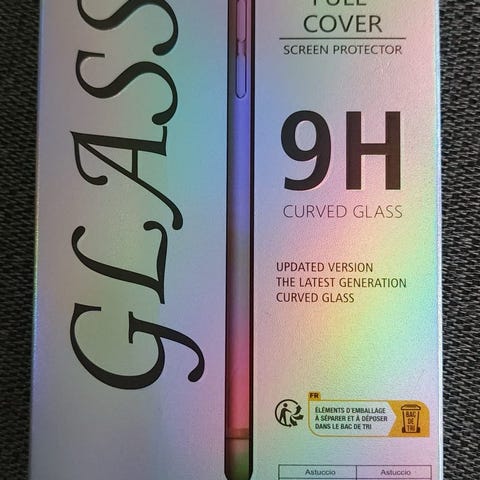 GLASS
FULL
COVER
SCREEN PROTECTOR
9H
CURVED GLASS
UPDATED VERSION
THE LATEST GENERATION
CURVED GLASS
FR
ÉLÉMENTS D'EMBALLAGE
À SÉPARER ET À DÉPOSER
DANS LE BAC DE TRI
BAC
DE
TRI
Astuccio Astuccio